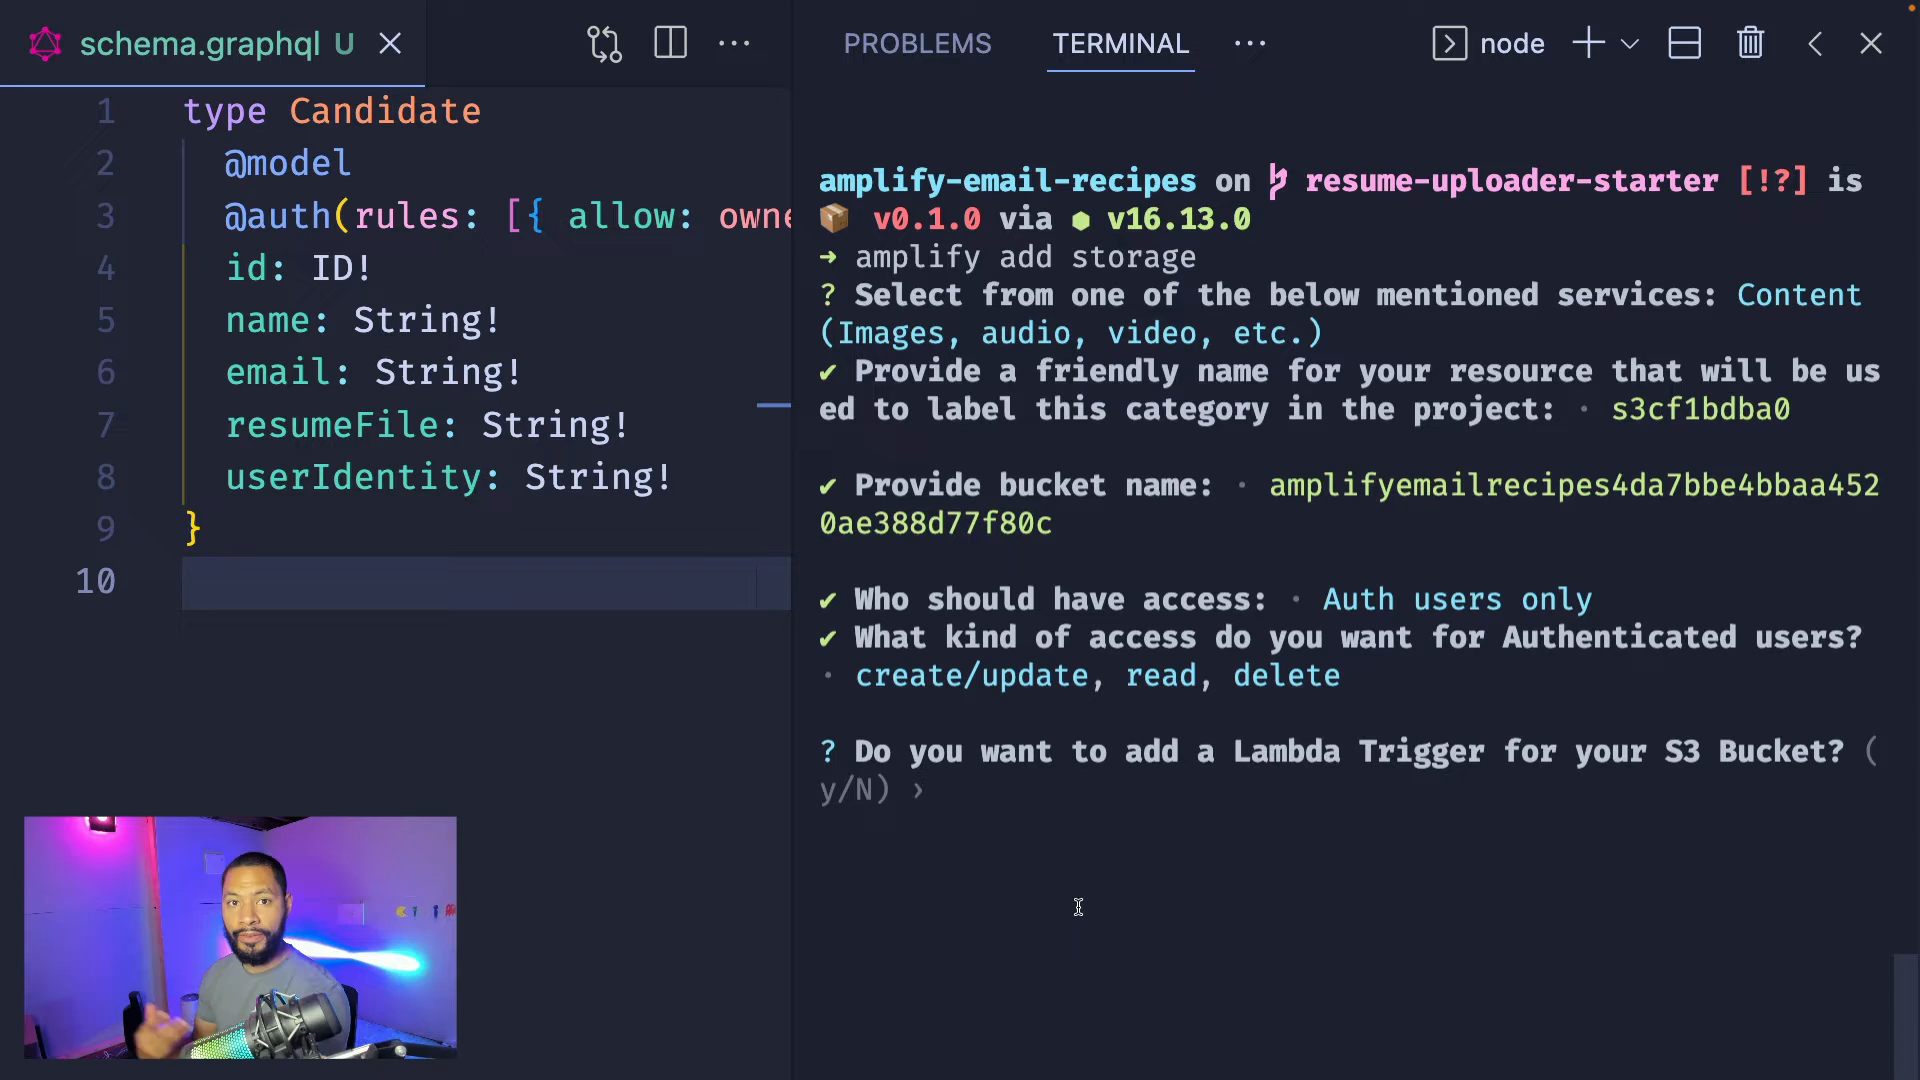 schema.graphql U
1 type Candidate
2 @model
3 @auth(rules: [{ allow: owne
4 id: ID!
5 name: String!
6 email: String!
7 resumeFile: String!
8 userIdentity: String!
9 }
10
PROBLEMS TERMINAL node
amplify-email-recipes on resume-uploader-starter [!?] is
v0.1.0 via v16.13.0
➜ amplify add storage
? Select from one of the below mentioned services: Content
(Images, audio, video, etc.)
✔ Provide a friendly name for your resource that will be us
ed to label this category in the project: · s3cf1bdba0
✔ Provide bucket name: · amplifyemailrecipes4da7bbe4bbaa452
0ae388d77f80c
✔ Who should have access: · Auth users only
✔ What kind of access do you want for Authenticated users?
· create/update, read, delete
? Do you want to add a Lambda Trigger for your S3 Bucket? (
y/N) ›